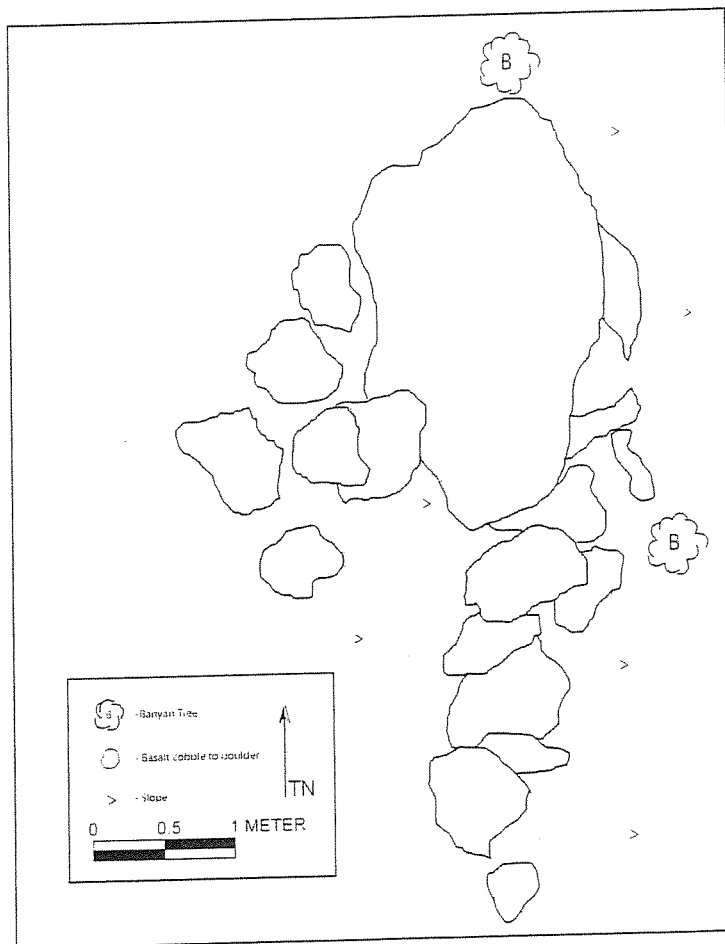 B
B
B - Banyan Tree
- Basalt cobble to boulder
> - Slope
TN
0 0.5 1 METER